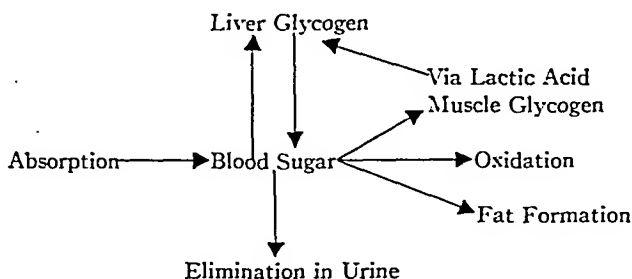 Liver Glycogen
Via Lactic Acid
Muscle Glycogen
Absorption Blood Sugar Oxidation
Fat Formation
Elimination in Urine